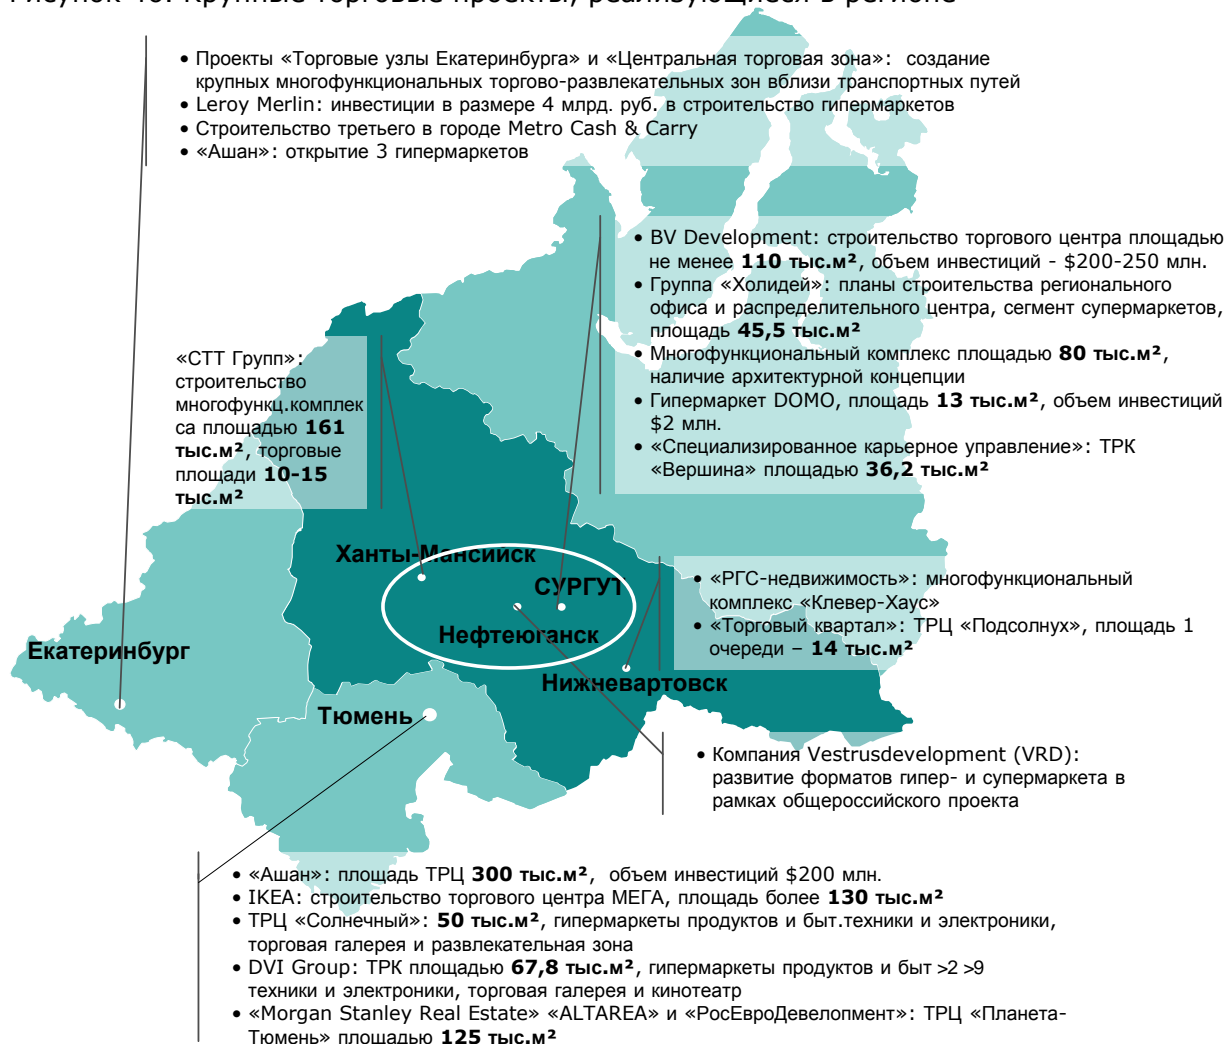 Рисунок 40. Крупные торговые проекты, реализующиеся в регионе
• Проекты «Торговые узлы Екатеринбурга» и «Центральная торговая зона»: создание
крупных многофункциональных торгово-развлекательных зон вблизи транспортных путей
• Leroy Merlin: инвестиции в размере 4 млрд. руб. в строительство гипермаркетов
• Строительство третьего в городе Metro Cash & Carry
• «Ашан»: открытие 3 гипермаркетов
• BV Development: строительство торгового центра площадью
не менее 110 тыс.м², объем инвестиций - $200-250 млн.
• Группа «Холидей»: планы строительства регионального
офиса и распределительного центра, сегмент супермаркетов,
площадь 45,5 тыс.м²
• Многофункциональный комплекс площадью 80 тыс.м²,
наличие архитектурной концепции
• Гипермаркет DOMO, площадь 13 тыс.м², объем инвестиций
$2 млн.
• «Специализированное карьерное управление»: ТРК
«Вершина» площадью 36,2 тыс.м²
«СТТ Групп»:
строительство
многофункц.комплек
са площадью 161
тыс.м², торговые
площади 10-15
тыс.м²
Ханты-Мансийск
СУРГУТ
Нефтеюганск
Екатеринбург
Нижневартовск
Тюмень
• «РГС-недвижимость»: многофункциональный
комплекс «Клевер-Хаус»
• «Торговый квартал»: ТРЦ «Подсолнух», площадь 1
очереди – 14 тыс.м²
• Компания Vestrusdevelopment (VRD):
развитие форматов гипер- и супермаркета в
рамках общероссийского проекта
• «Ашан»: площадь ТРЦ 300 тыс.м², объем инвестиций $200 млн.
• IKEA: строительство торгового центра МЕГА, площадь более 130 тыс.м²
• ТРЦ «Солнечный»: 50 тыс.м², гипермаркеты продуктов и быт.техники и электроники,
торговая галерея и развлекательная зона
• DVI Group: ТРК площадью 67,8 тыс.м², гипермаркеты продуктов и быт >2 >9
техники и электроники, торговая галерея и кинотеатр
• «Morgan Stanley Real Estate» «ALTAREA» и «РосЕвроДевелопмент»: ТРЦ «Планета-
Тюмень» площадью 125 тыс.м²